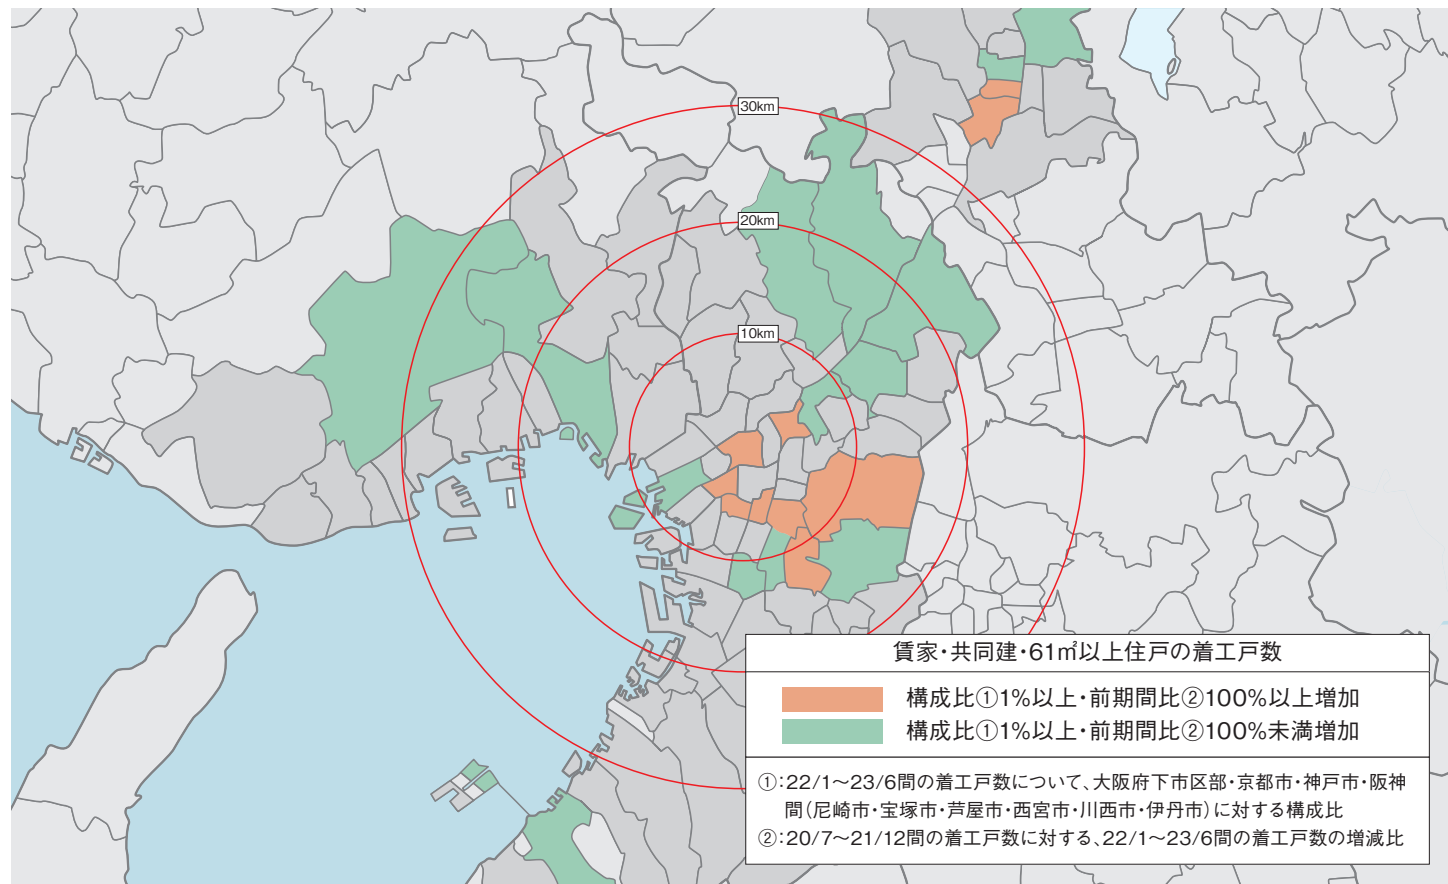 30km
20km
10km
賃家・共同建・61㎡以上住戸の着工戸数
構成比①1%以上・前期間比②100%以上増加
構成比①1%以上・前期間比②100%未満増加
①:22/1〜23/6間の着工戸数について、大阪府下市区部・京都市・神戸市・阪神
間(尼崎市・宝塚市・芦屋市・西宮市・川西市・伊丹市)に対する構成比
②:20/7〜21/12間の着工戸数に対する、22/1〜23/6間の着工戸数の増減比